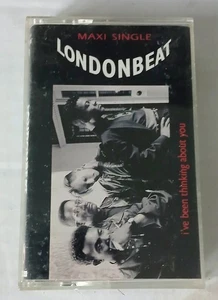 MAXI SINGLE
LONDONBEAT
i've been thinking about you